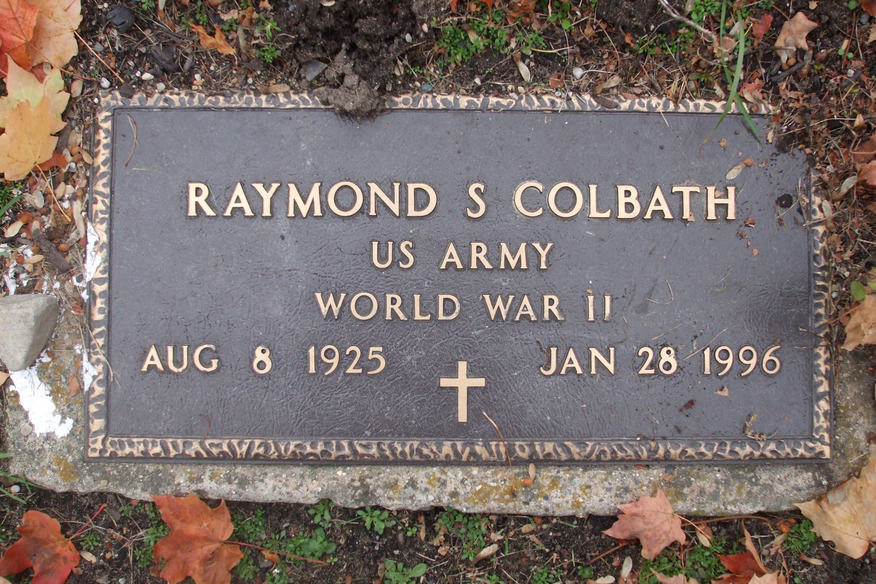 RAYMOND S COLBATH
US ARMY
WORLD WAR II
AUG 8 1925 JAN 28 1996